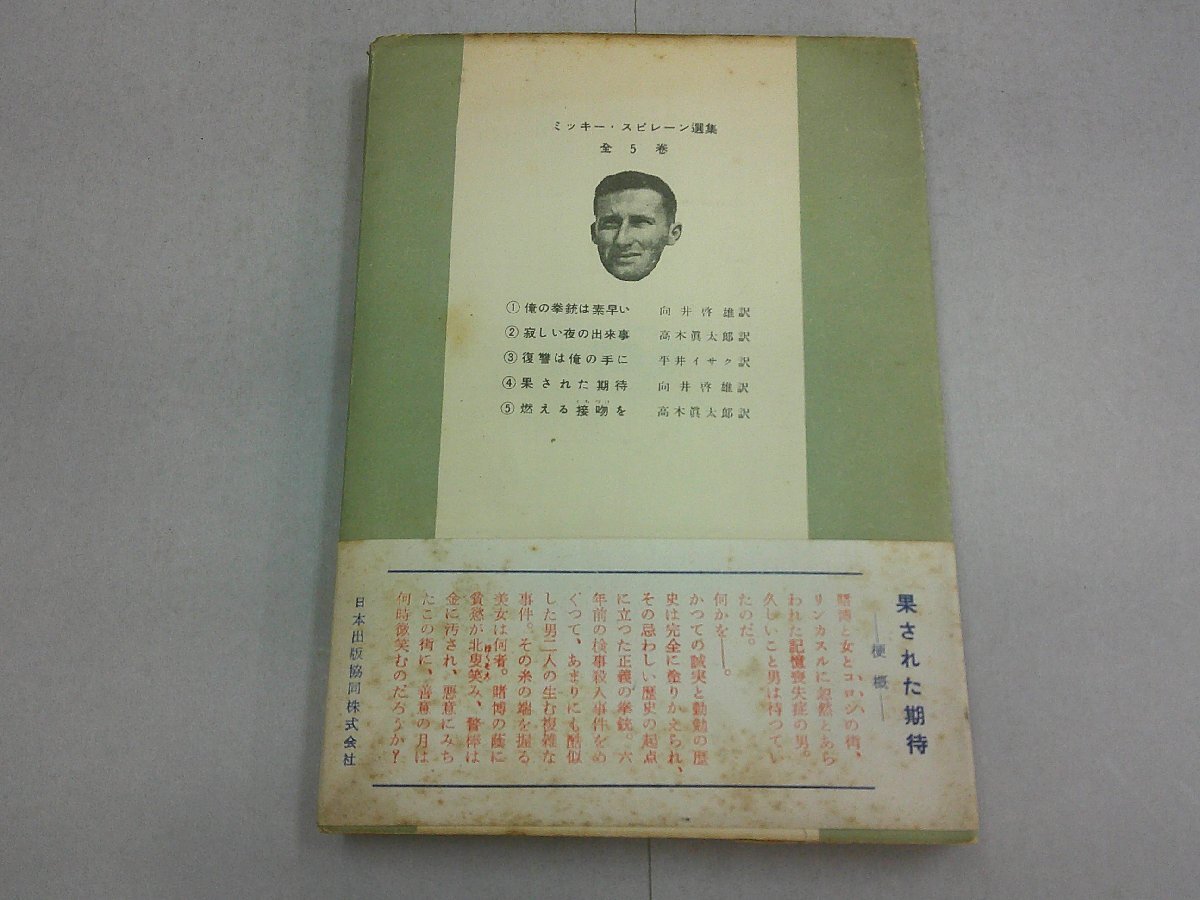 ミッキー・スピレーン選集
全5巻
①俺の拳銃は素早い 向井啓雄訳
②寂しい夜の出來事 高木眞太郎訳
③復讐は俺の手に 平井イサク訳
④果された期待 向井啓雄訳
⑤燃える接吻を 高木眞太郎訳
果された期待
―梗概―
賭博と女とコロシの街、
リンカスルに忽然とあら
われた記憶喪失症の男。
久しいこと男は待つてい
たのだ。
何かを――。
かつての誠実と勤勉の歴
史は完全に塗りかえられ、
その忌わしい歴史の起点
に立つた正義の拳銃。六
年前の検事殺人事件をめ
ぐつて、あまりにも酷似
した男二人の生む複雑な
事件。その糸の端を握る
美女は何者。賭博の蔭に
貪慾が北叟笑み、警棒は
金に汚され、悪意にみち
たこの街に、善意の月は
何時微笑むのだろうか?
日本出版協同株式会社